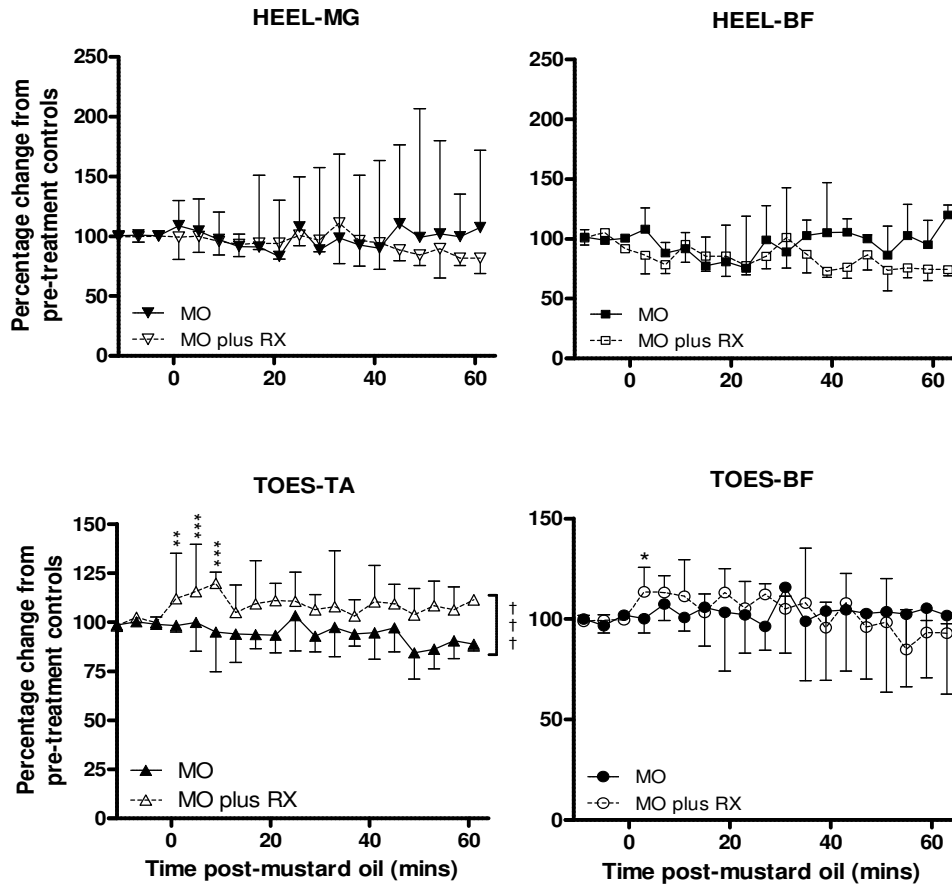 HEEL-MG
Percentage change from
pre-treatment controls
250
200
150
100
50
0
MO
MO plus RX
0
20
40
60
HEEL-BF
250
200
150
100
50
0
MO
MO plus RX
0
20
40
60
TOES-TA
Percentage change from
pre-treatment controls
150
125
100
75
50
25
0
**
***
***
†††
MO
MO plus RX
0
20
40
60
Time post-mustard oil (mins)
TOES-BF
150
100
50
0
*
MO
MO plus RX
0
20
40
60
Time post-mustard oil (mins)